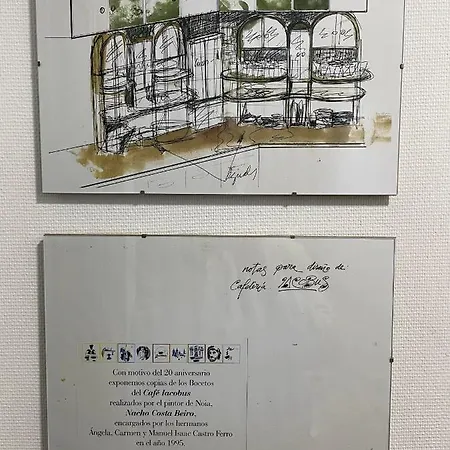 notas para diseño de:
Cafetería
Con motivo del 20 aniversario
exponemos copias de los Bocetos
del Café Iacobus
realizados por el pintor de Noia,
Nacho Costa Beiro,
encargados por los hermanos
Ángela, Carmen y Manuel Isaac Castro Ferro
en el año 1995.